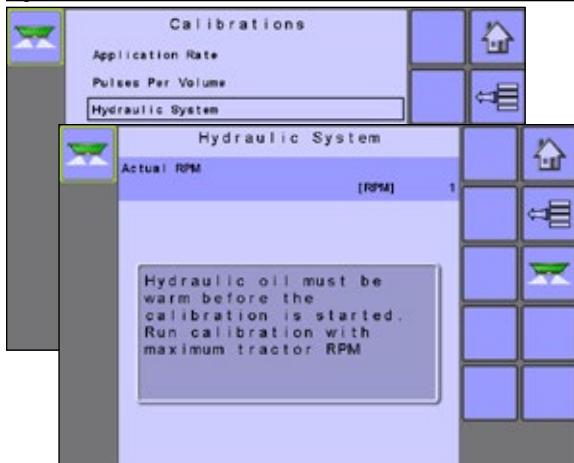 Calibrations
Application Rate
Pulses Per Volume
Hydraulic System
Hydraulic System
Actual RPM
[RPM] 1
Hydraulic oil must be
warm before the
calibration is started.
Run calibration with
maximum tractor RPM